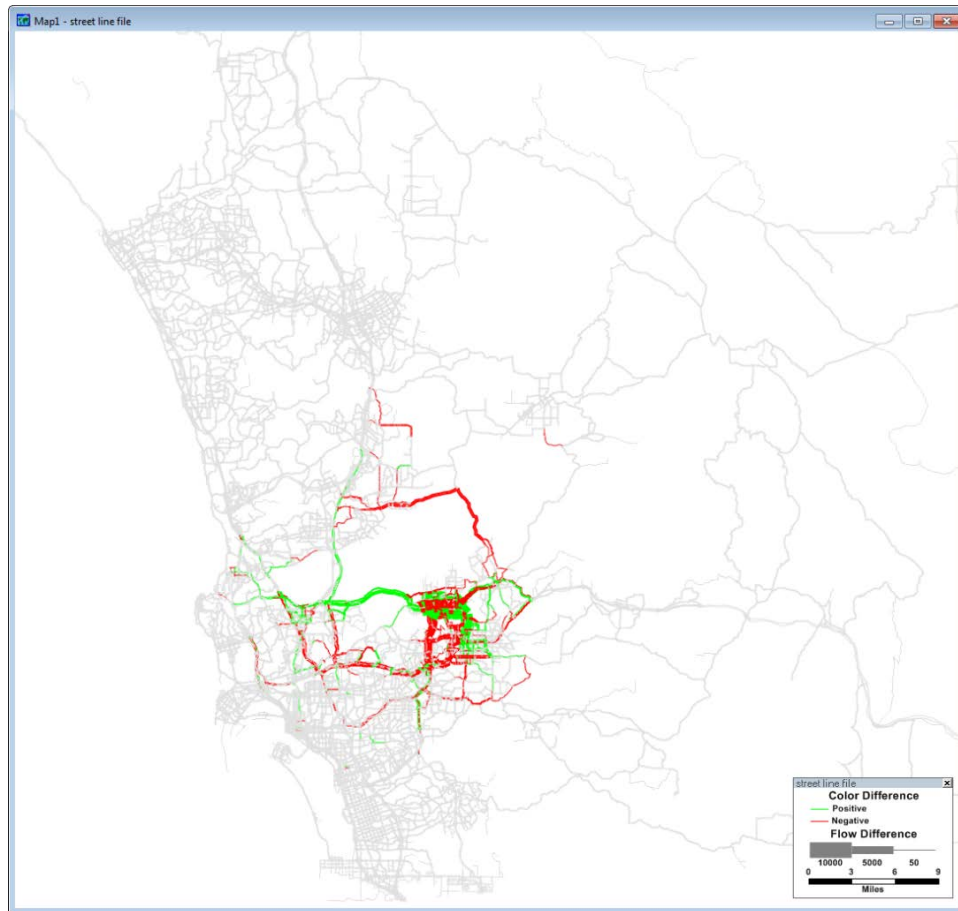 Map1 - street line file
street line file
Color Difference
Positive
Negative
Flow Difference
10000 5000 50
0 3 6 9
Miles